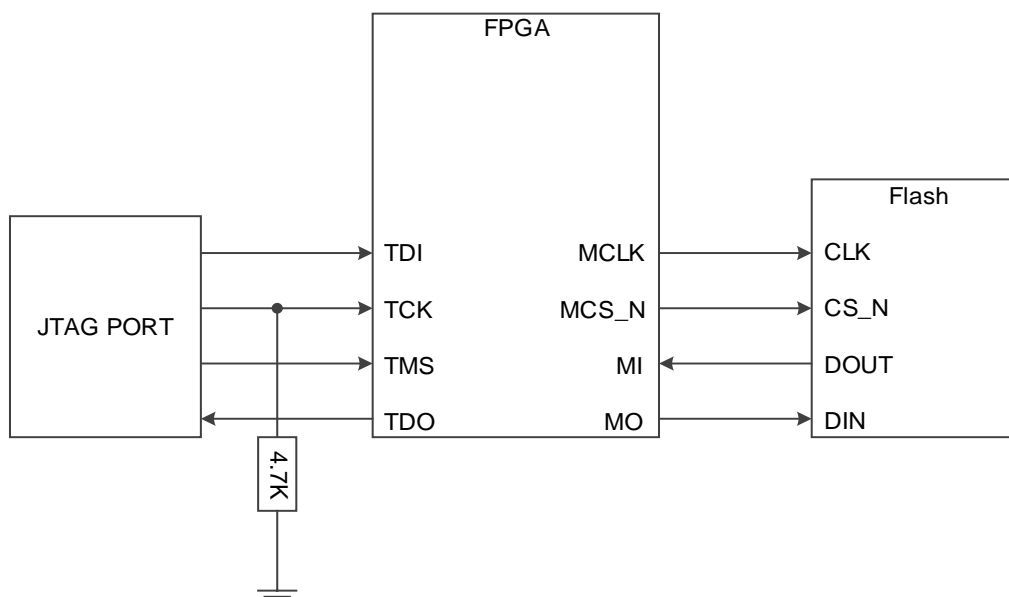 FPGA
Flash
JTAG PORT
TDI
TCK
TMS
TDO
MCLK
MCS_N
MI
MO
CLK
CS_N
DOUT
DIN
4.7K